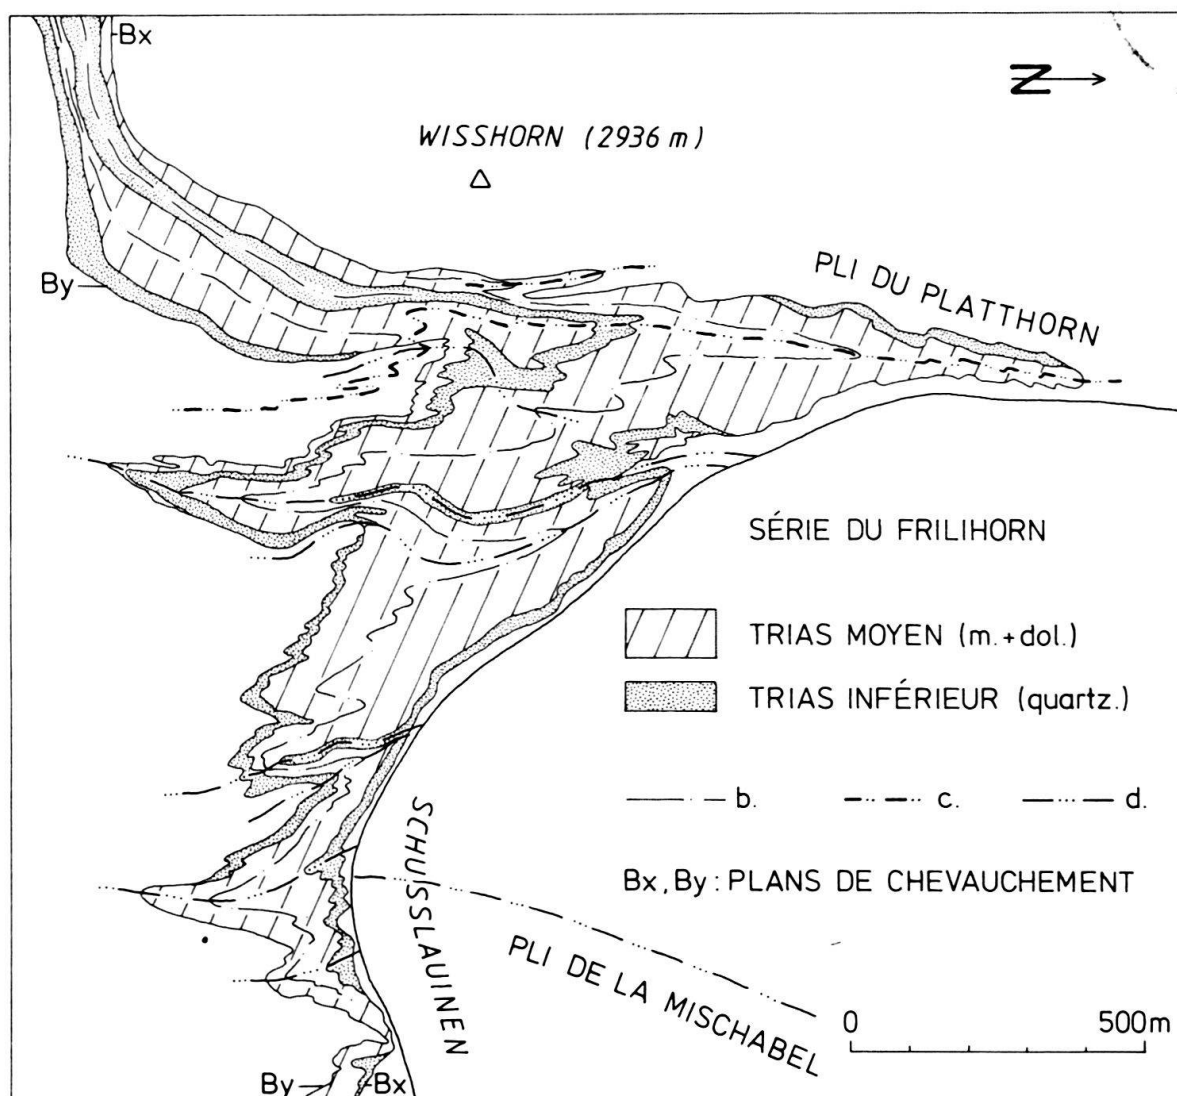 Bx
N
WISSHORN (2936 m)
By
PLI DU PLATTHORN
SÉRIE DU FRILIHORN
TRIAS MOYEN (m.+dol.)
TRIAS INFÉRIEUR (quartz.)
b. c. d.
Bx, By: PLANS DE CHEVAUCHEMENT
SCHUSSLAUINEN
PLI DE LA MISCHABEL
0 500m
By Bx